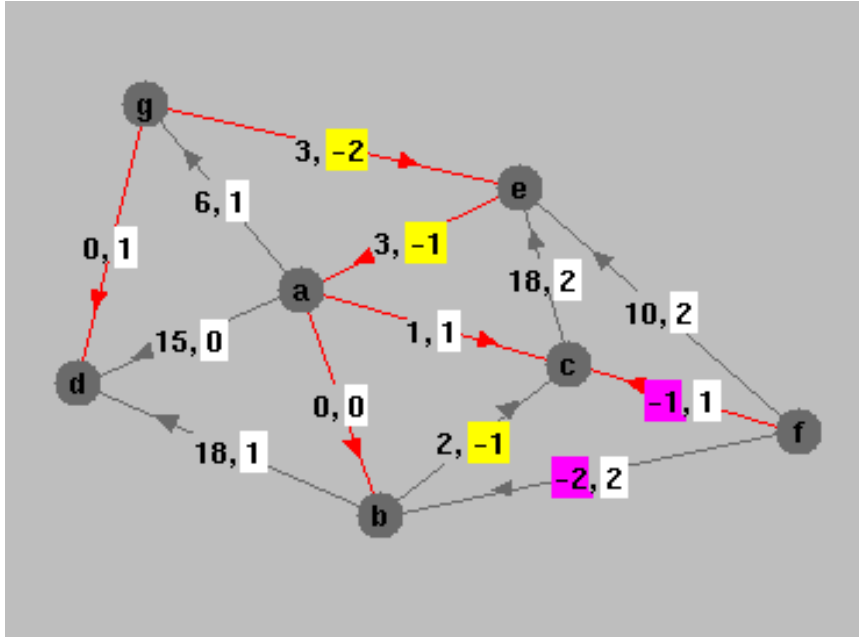 g
3, -2
e
6, 1
0, 1
3, -1
18, 2
a
10, 2
1, 1
15, 0
c
d
0, 0
-1, 1
f
18, 1
2, -1
-2, 2
b